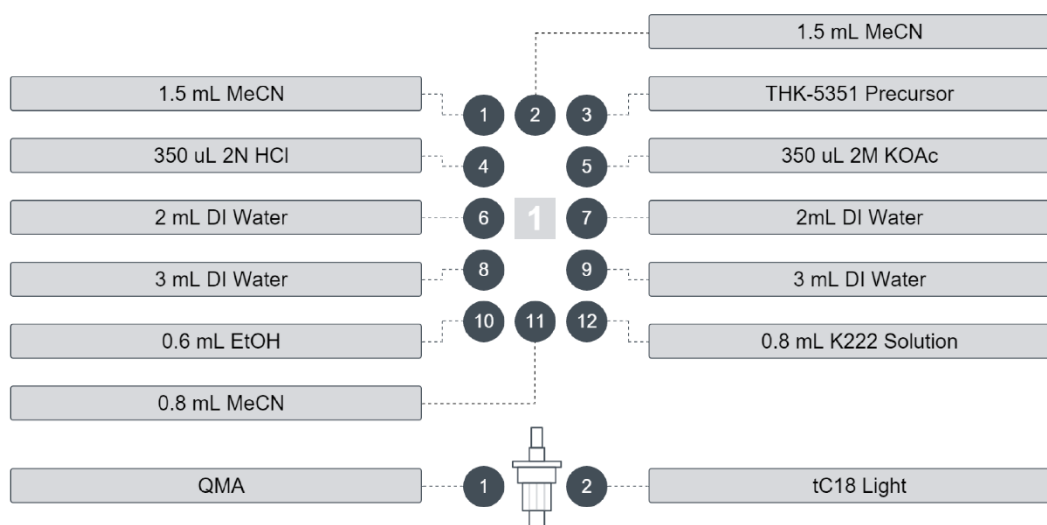 1.5 mL MeCN
1.5 mL MeCN
1
2
3
THK-5351 Precursor
350 uL 2N HCl
4
5
350 uL 2M KOAc
2 mL DI Water
6
1
7
2mL DI Water
3 mL DI Water
8
9
3 mL DI Water
0.6 mL EtOH
10
11
12
0.8 mL K222 Solution
0.8 mL MeCN
QMA
1
2
tC18 Light